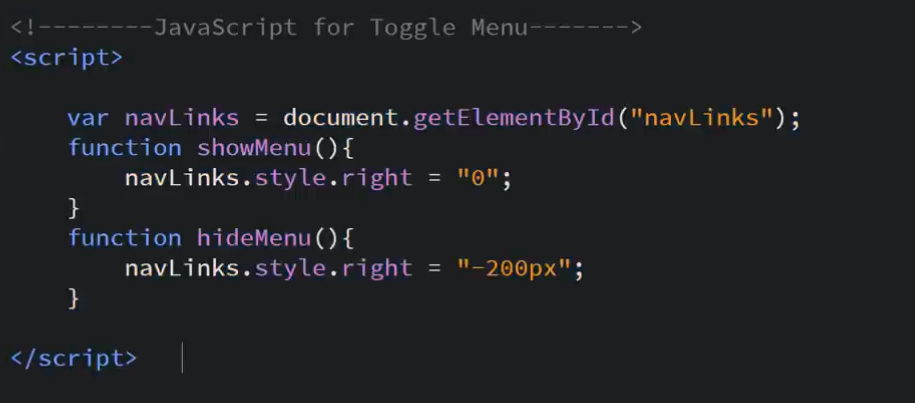 <!--------JavaScript for Toggle Menu------->
<script>
var navLinks = document.getElementById("navLinks");
function showMenu(){
navLinks.style.right = "0";
}
function hideMenu(){
navLinks.style.right = "-200px";
}
</script>